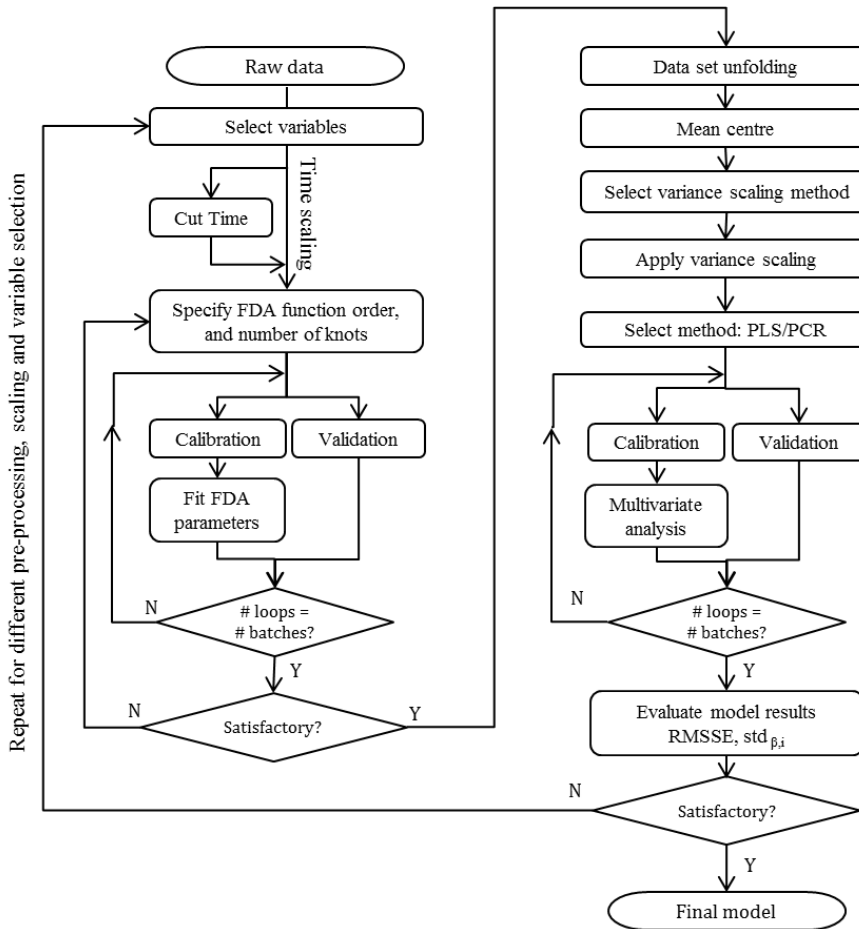 Raw data
Select variables
Time scaling
Cut Time
Specify FDA function order,
and number of knots
Calibration
Validation
Fit FDA
parameters
N
# loops =
# batches?
Y
N
Satisfactory?
Y
Repeat for different pre-processing, scaling and variable selection
Data set unfolding
Mean centre
Select variance scaling method
Apply variance scaling
Select method: PLS/PCR
Calibration
Validation
Multivariate
analysis
N
# loops =
# batches?
Y
Evaluate model results
RMSSE, std β,i
N
Satisfactory?
Y
Final model